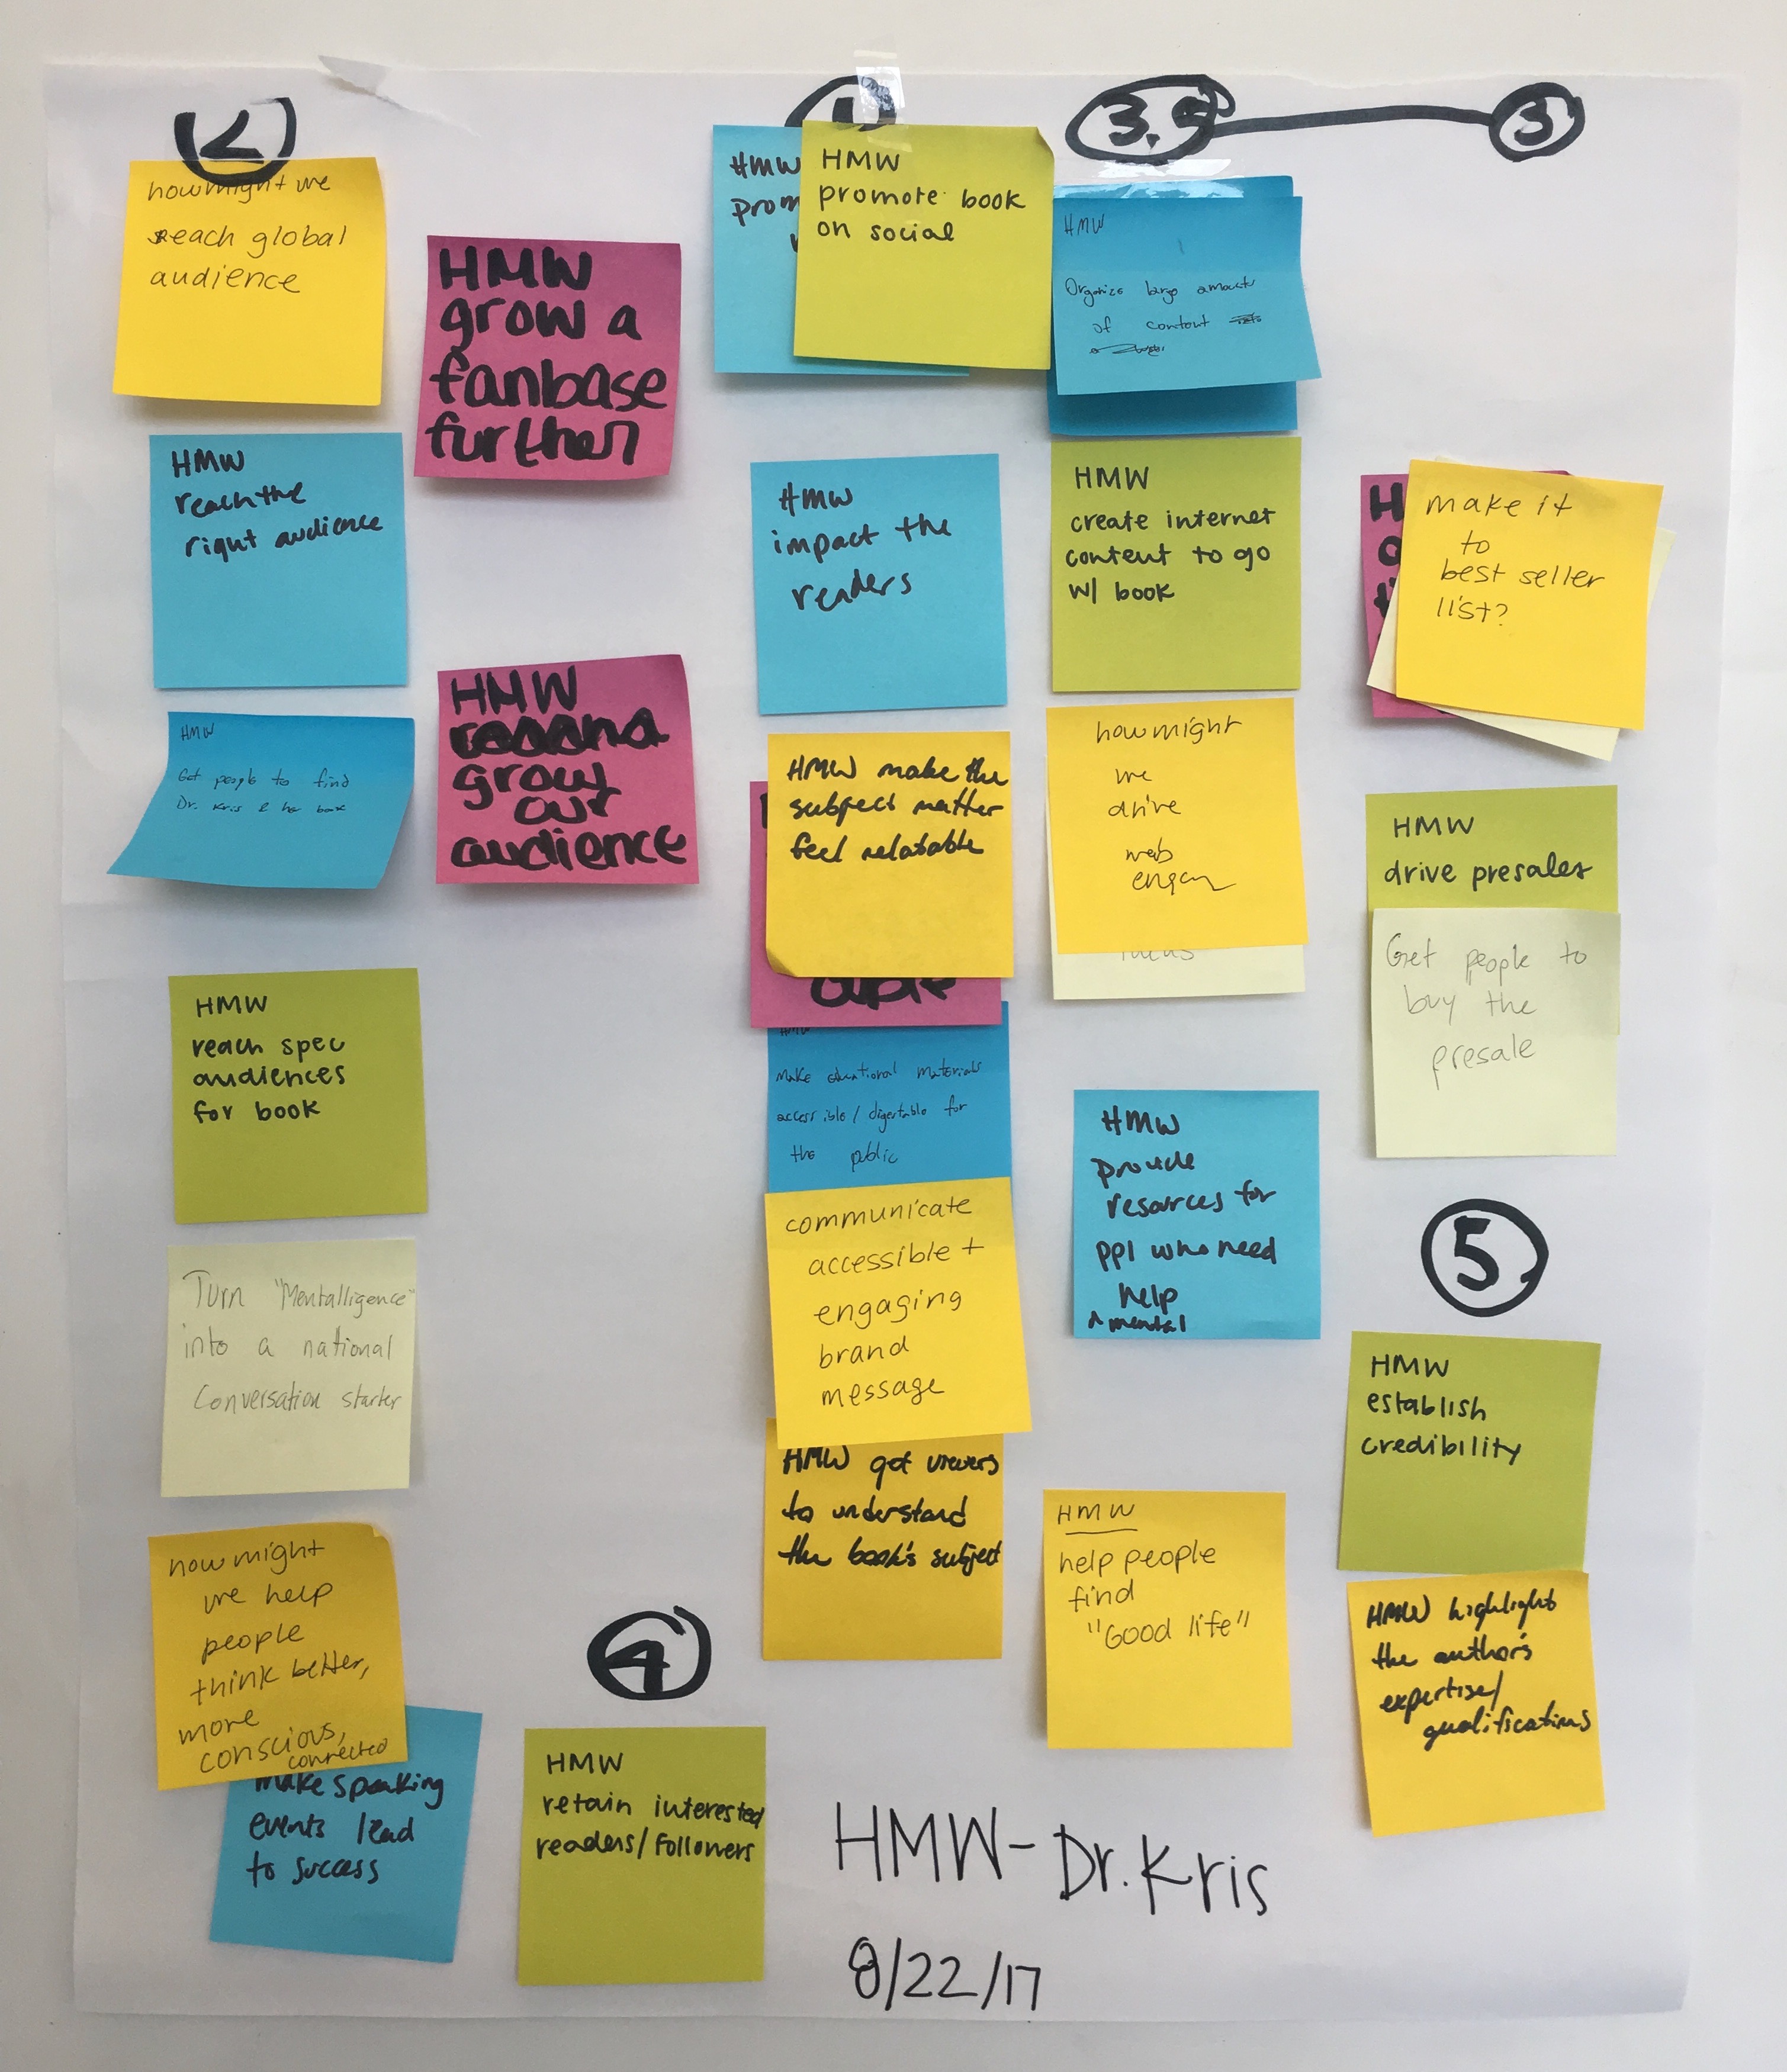 2
how might we
reach global
audience
HMW
reach the
right audience
HMW
Get people to find
Dr. Kris & her book
HMW
reach spec
audiences
for book
Turn "Mentalligence"
into a national
Conversation starter
how might
we help
people
think better,
more
conscious,
connected
make speaking
events lead
to success
HMW
grow a
fanbase
further
HMW
grow
our
audience
4
HMW
retain interested
readers/followers
1
HMW
prom
HMW
promote book
on social
HMW
impact the
readers
HMW make the
subject matter
feel relatable
able
HMW
Make educational materials
accessible/digestable for
the public
communicate
accessible +
engaging
brand
message
HMW get viewers
to understand
the book's subject
3.5
HMW
Organize large amounts
of content
HMW
create internet
content to go
w/ book
how might
we
drive
web
HMW
provide
resources for
ppl who need
help
^ mental
HMW
help people
find
"Good life"
3
H
make it
to
best seller
list?
HMW
drive presales
Get people to
buy the
presale
5.
HMW
establish
credibility
HMW highlight
the author's
expertise/
qualifications
HMW- Dr. Kris
8/22/17